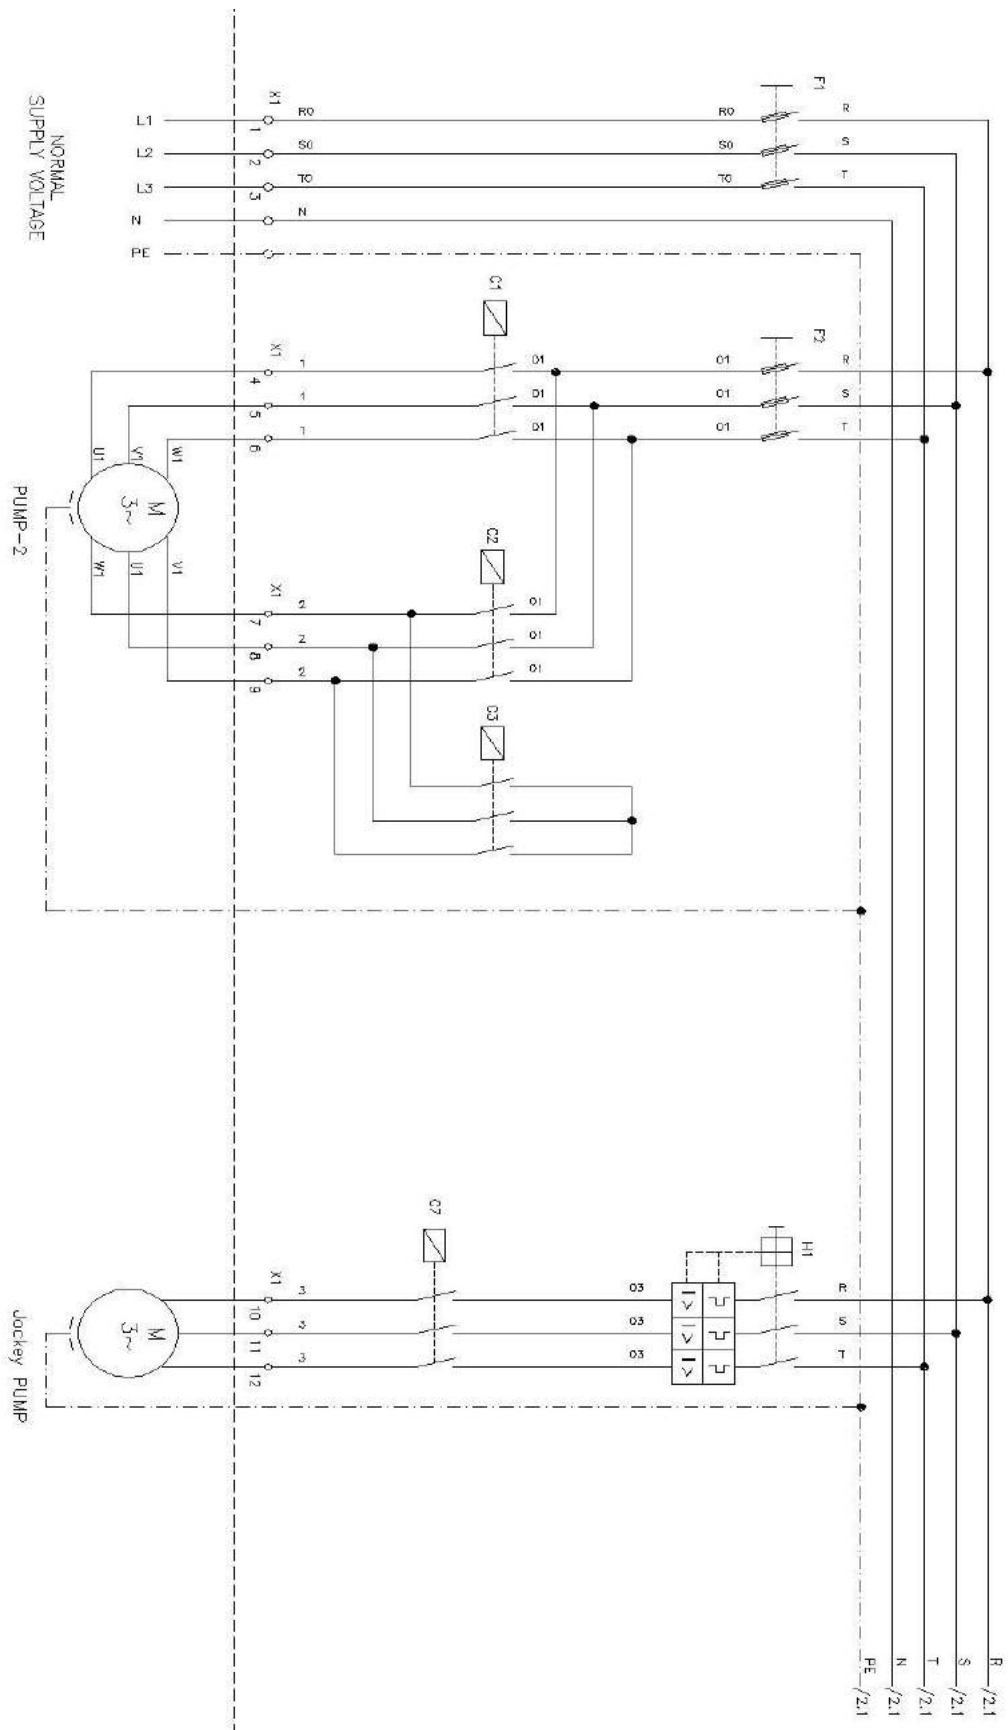 F1
X1
R0
R0
R
L1
1
S0
S0
S
L2
2
T0
T0
T
L3
3
N
N
PE
NORMAL
SUPPLY VOLTAGE
C1
F2
X1
1
01
01
R
4
1
01
01
S
5
1
01
01
T
6
U1
V1
W1
M
3~
PUMP-2
W1
U1
V1
C2
X1
2
01
7
2
01
8
2
01
9
C3
C7
H1
X1
3
03
R
10
3
03
S
11
3
03
T
12
I>
I>
I>
M
3~
Jockey PUMP
PE
N
T
S
R
/2.1
/2.1
/2.1
/2.1
/2.1